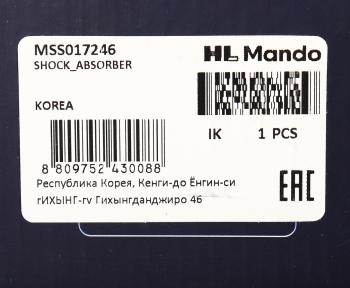 MSS017246
SHOCK_ABSORBER
HL Mando
KOREA
IK 1 PCS
8 809752 430088
Республика Корея, Кенги-до Ёнгин-си
гИХЫНГ-гv Гихынгданджиро 46
EAC